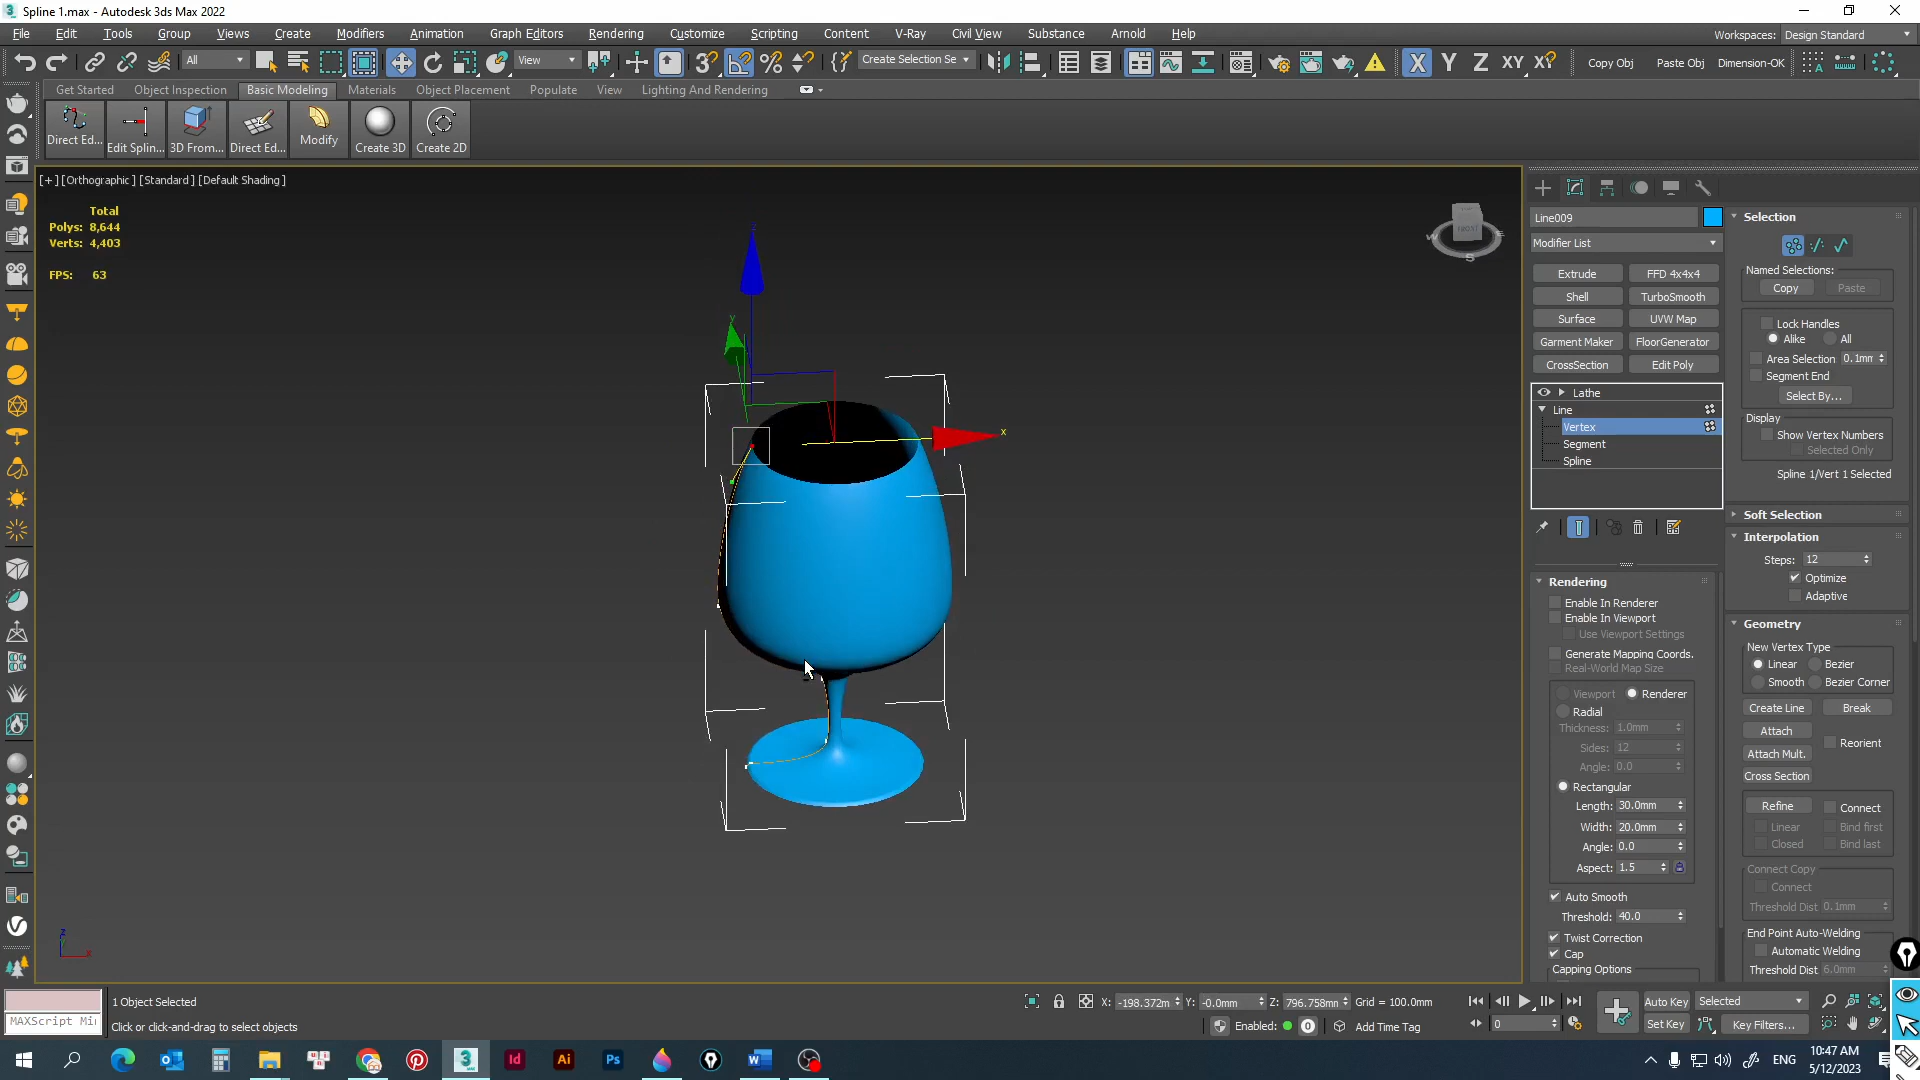 Spline 1.max - Autodesk 3ds Max 2022
File Edit Tools Group Views Create Modifiers Animation Graph Editors Rendering Customize Scripting Content V-Ray Civil View Substance Arnold Help
Workspaces: Design Standard
All View Create Selection Se X Y Z XY Copy Obj Paste Obj Dimension-OK
Get Started Object Inspection Basic Modeling Materials Object Placement Populate View Lighting And Rendering
Direct Ed... Edit Splin... 3D From... Direct Ed... Modify Create 3D Create 2D
[+] [Orthographic ] [Standard ] [Default Shading ]
Total
Polys: 8,644
Verts: 4,403
FPS: 63
FRONT
W E
S
z
y
x
z
x
Line009
Modifier List
Extrude FFD 4x4x4
Shell TurboSmooth
Surface UVW Map
Garment Maker FloorGenerator
CrossSection Edit Poly
Lathe
Line
Vertex
Segment
Spline
Rendering
Enable In Renderer
Enable In Viewport
Use Viewport Settings
Generate Mapping Coords.
Real-World Map Size
Viewport Renderer
Radial
Thickness: 1.0mm
Sides: 12
Angle: 0.0
Rectangular
Length: 30.0mm
Width: 20.0mm
Angle: 0.0
Aspect: 1.5
Auto Smooth
Threshold: 40.0
Twist Correction
Cap
Capping Options
Selection
Named Selections:
Copy Paste
Lock Handles
Alike All
Area Selection 0.1mm
Segment End
Select By...
Display
Show Vertex Numbers
Selected Only
Spline 1/Vert 1 Selected
Soft Selection
Interpolation
Steps: 12
Optimize
Adaptive
Geometry
New Vertex Type
Linear Bezier
Smooth Bezier Corner
Create Line Break
Attach
Reorient
Attach Mult.
Cross Section
Refine Connect
Linear Bind first
Closed Bind last
Connect Copy
Connect
Threshold Dist 0.1mm
End Point Auto-Welding
Automatic Welding
Threshold Dist 6.0mm
1 Object Selected
X: -198.372m Y: -0.0mm Z: 796.758mm Grid = 100.0mm
Auto Key Selected
MAXScript Mi
Click or click-and-drag to select objects
Enabled: 0 Add Time Tag
0
Set Key Key Filters...
3 Id Ai Ps W
ENG
10:47 AM
5/12/2023